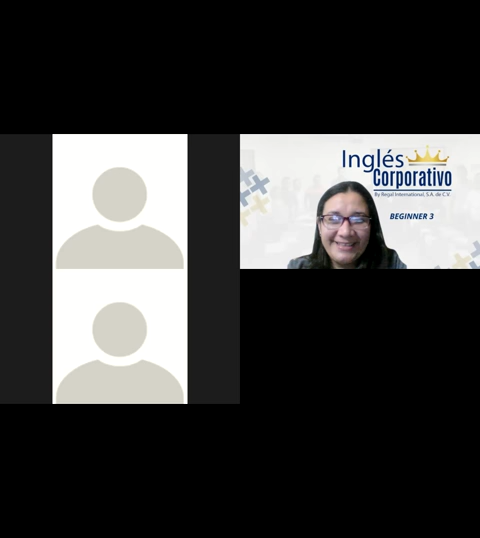 Inglés
Corporativo
By Regal International, S.A. de C.V.
BEGINNER 3